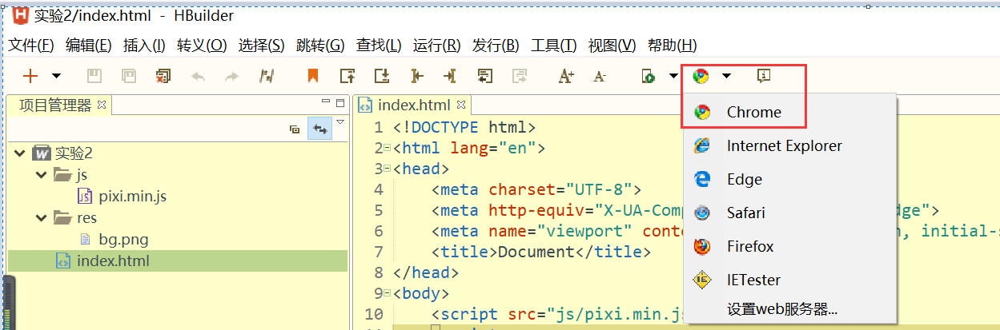 实验2/index.html - HBuilder
文件(F) 编辑(E) 插入(I) 转义(O) 选择(S) 跳转(G) 查找(L) 运行(R) 发行(B) 工具(T) 视图(V) 帮助(H)
项目管理器
index.html
实验2
js
pixi.min.js
res
bg.png
index.html
1 <!DOCTYPE html>
2 <html lang="en">
3 <head>
4 <meta charset="UTF-8">
5 <meta http-equiv="X-UA-Comp dge">
6 <meta name="viewport" conte n, initial-s
7 <title>Document</title>
8 </head>
9 <body>
10 <script src="js/pixi.min.js
Chrome
Internet Explorer
Edge
Safari
Firefox
IETester
设置web服务器...